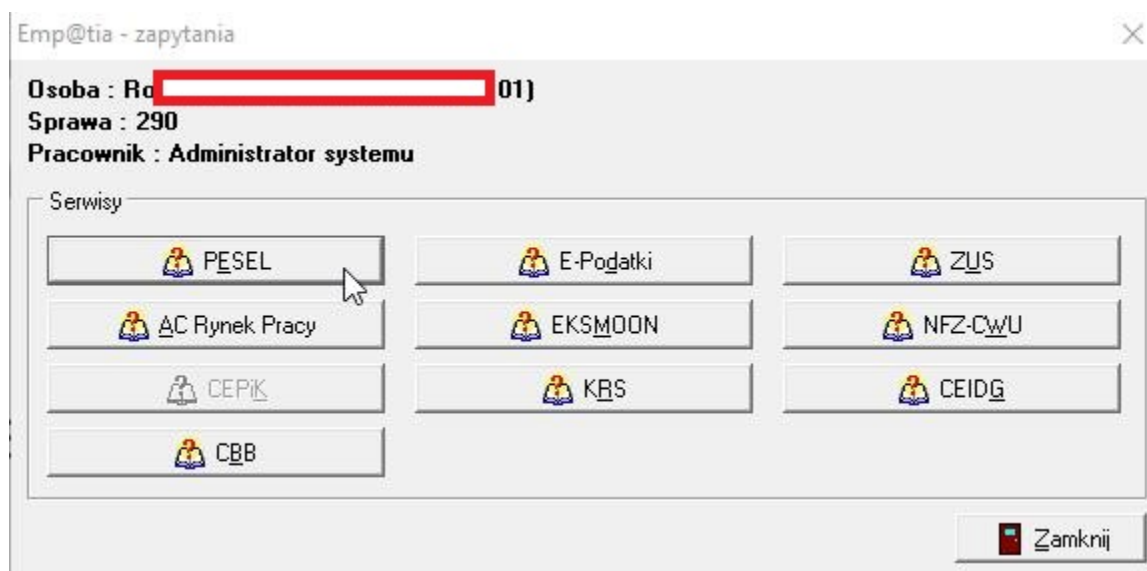 Emp@tia - zapytania
Osoba : Ro 01)
Sprawa : 290
Pracownik : Administrator systemu
Serwisy
PESEL E-Podatki ZUS
AC Rynek Pracy EKSMOON NFZ-CWU
CEPiK KRS CEIDG
CBB
Zamknij